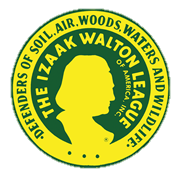 DEFENDERS OF SOIL, AIR, WOODS, WATERS AND WILDLIFE
THE IZAAK WALTON LEAGUE
OF AMERICA, INC.